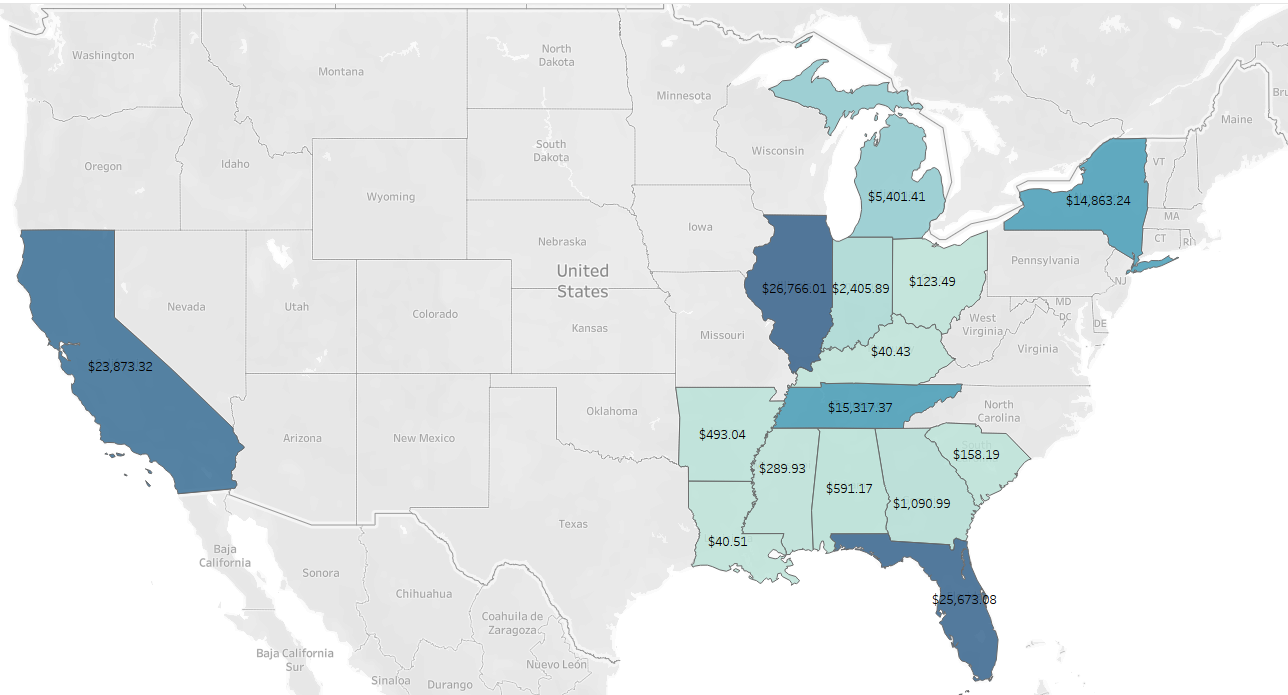 Washington
Montana
North
Dakota
Minnesota
Maine
Bru
Oregon
Idaho
South
Dakota
Wisconsin
VT
Wyoming
$5,401.41
$14,863.24
MA
Iowa
CT
Rh
Nebraska
Pennsylvania
United
States
NJ
Nevada
Utah
Colorado
Kansas
Missouri
$26,766.01
$2,405.89
$123.49
MD
DC
DE
West
Virginia
Virginia
$40.43
$23,873.32
Arizona
New Mexico
Oklahoma
$15,317.37
North
Carolina
$493.04
$289.93
$591.17
$1,090.99
South
$158.19
Texas
$40.51
$25,673.08
Baja
California
Sonora
Chihuahua
Coahuila de
Zaragoza
Baja California
Sur
Sinaloa
Durango
Nuevo León